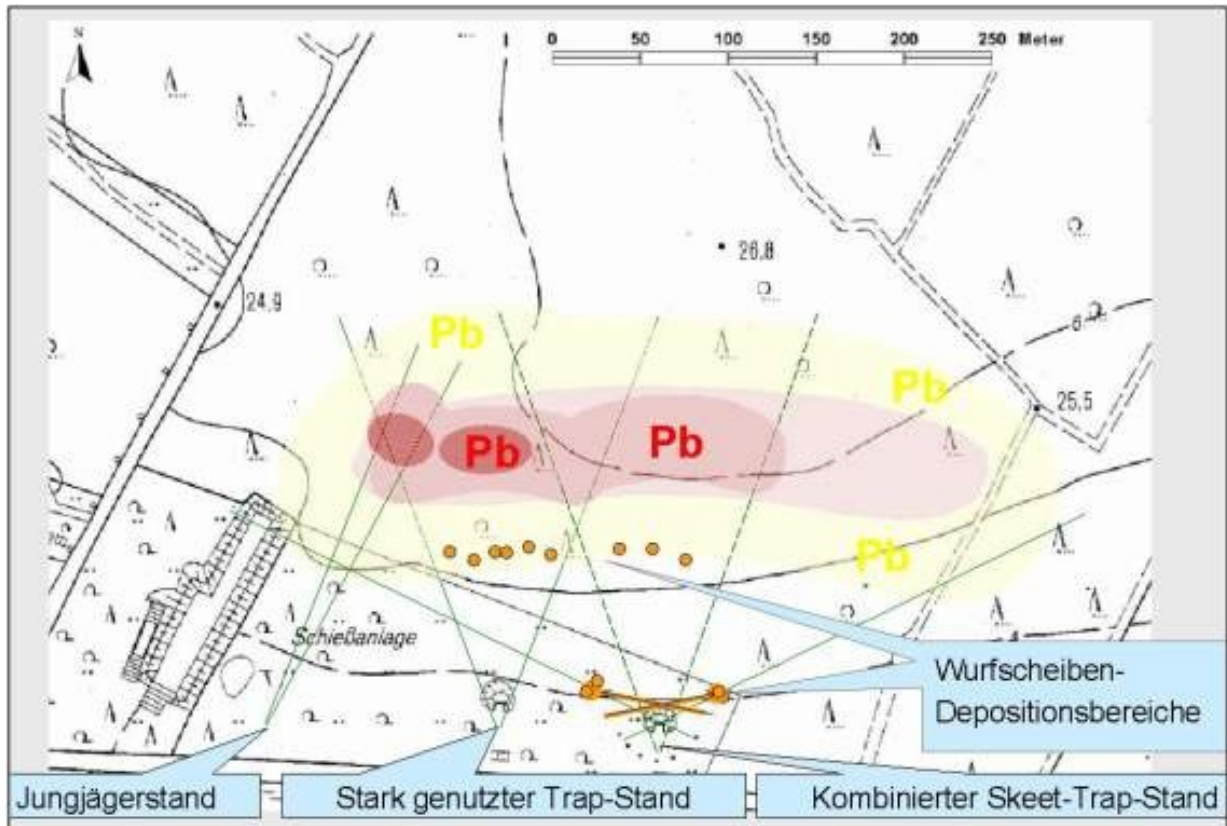 N
0 50 100 150 200 250 Meter
26,8
24,9
Pb
6
Pb
25,5
Pb
Pb
Pb
Schießanlage
4
Wurfscheiben-
Depositionsbereiche
Jungjägerstand
Stark genutzter Trap-Stand
Kombinierter Skeet-Trap-Stand